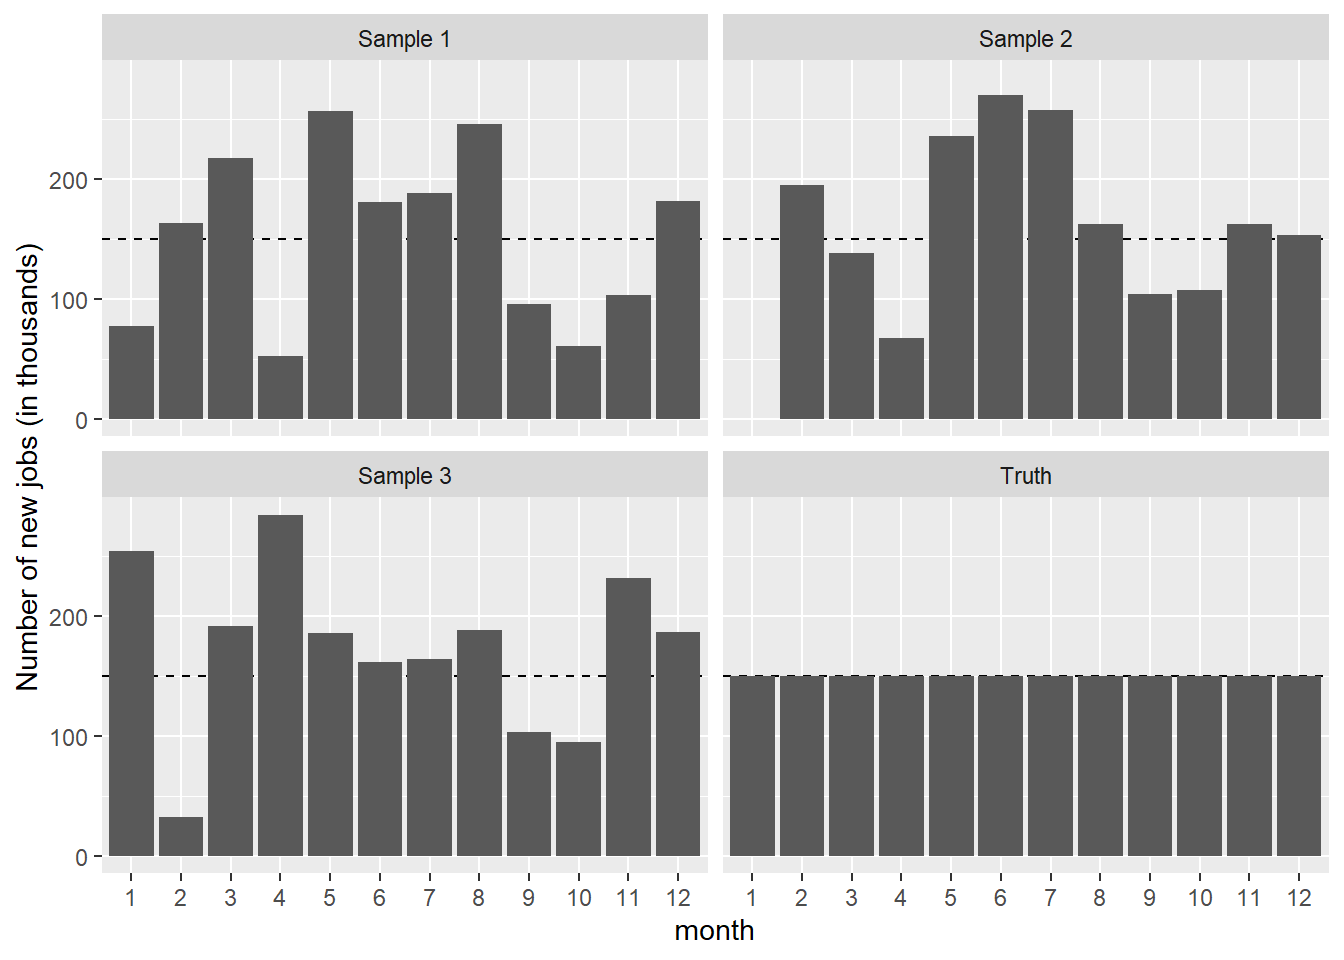 Sample 1
Sample 2
200
100
0
Number of new jobs (in thousands)
Sample 3
Truth
200
100
0
1 2 3 4 5 6 7 8 9 10 11 12
1 2 3 4 5 6 7 8 9 10 11 12
month